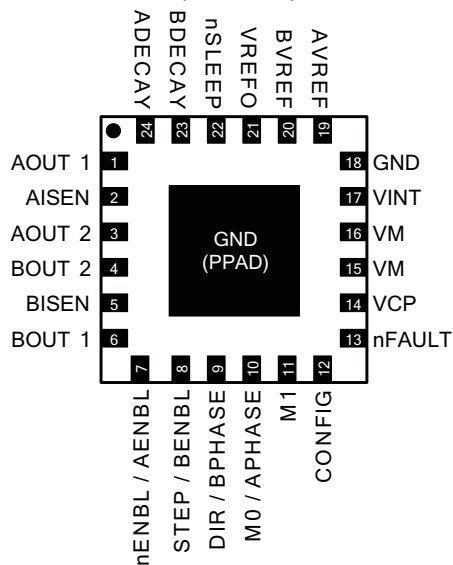 ADECAY
BDECAY
nSLEEP
VREFO
BVREF
AVREF
24
23
22
21
20
19
AOUT 1
1
AISEN
2
AOUT 2
3
BOUT 2
4
BISEN
5
BOUT 1
6
GND
(PPAD)
18
GND
17
VINT
16
VM
15
VM
14
VCP
13
nFAULT
7
8
9
10
11
12
nENBL / AENBL
STEP / BENBL
DIR / BPHASE
M0 / APHASE
M1
CONFIG